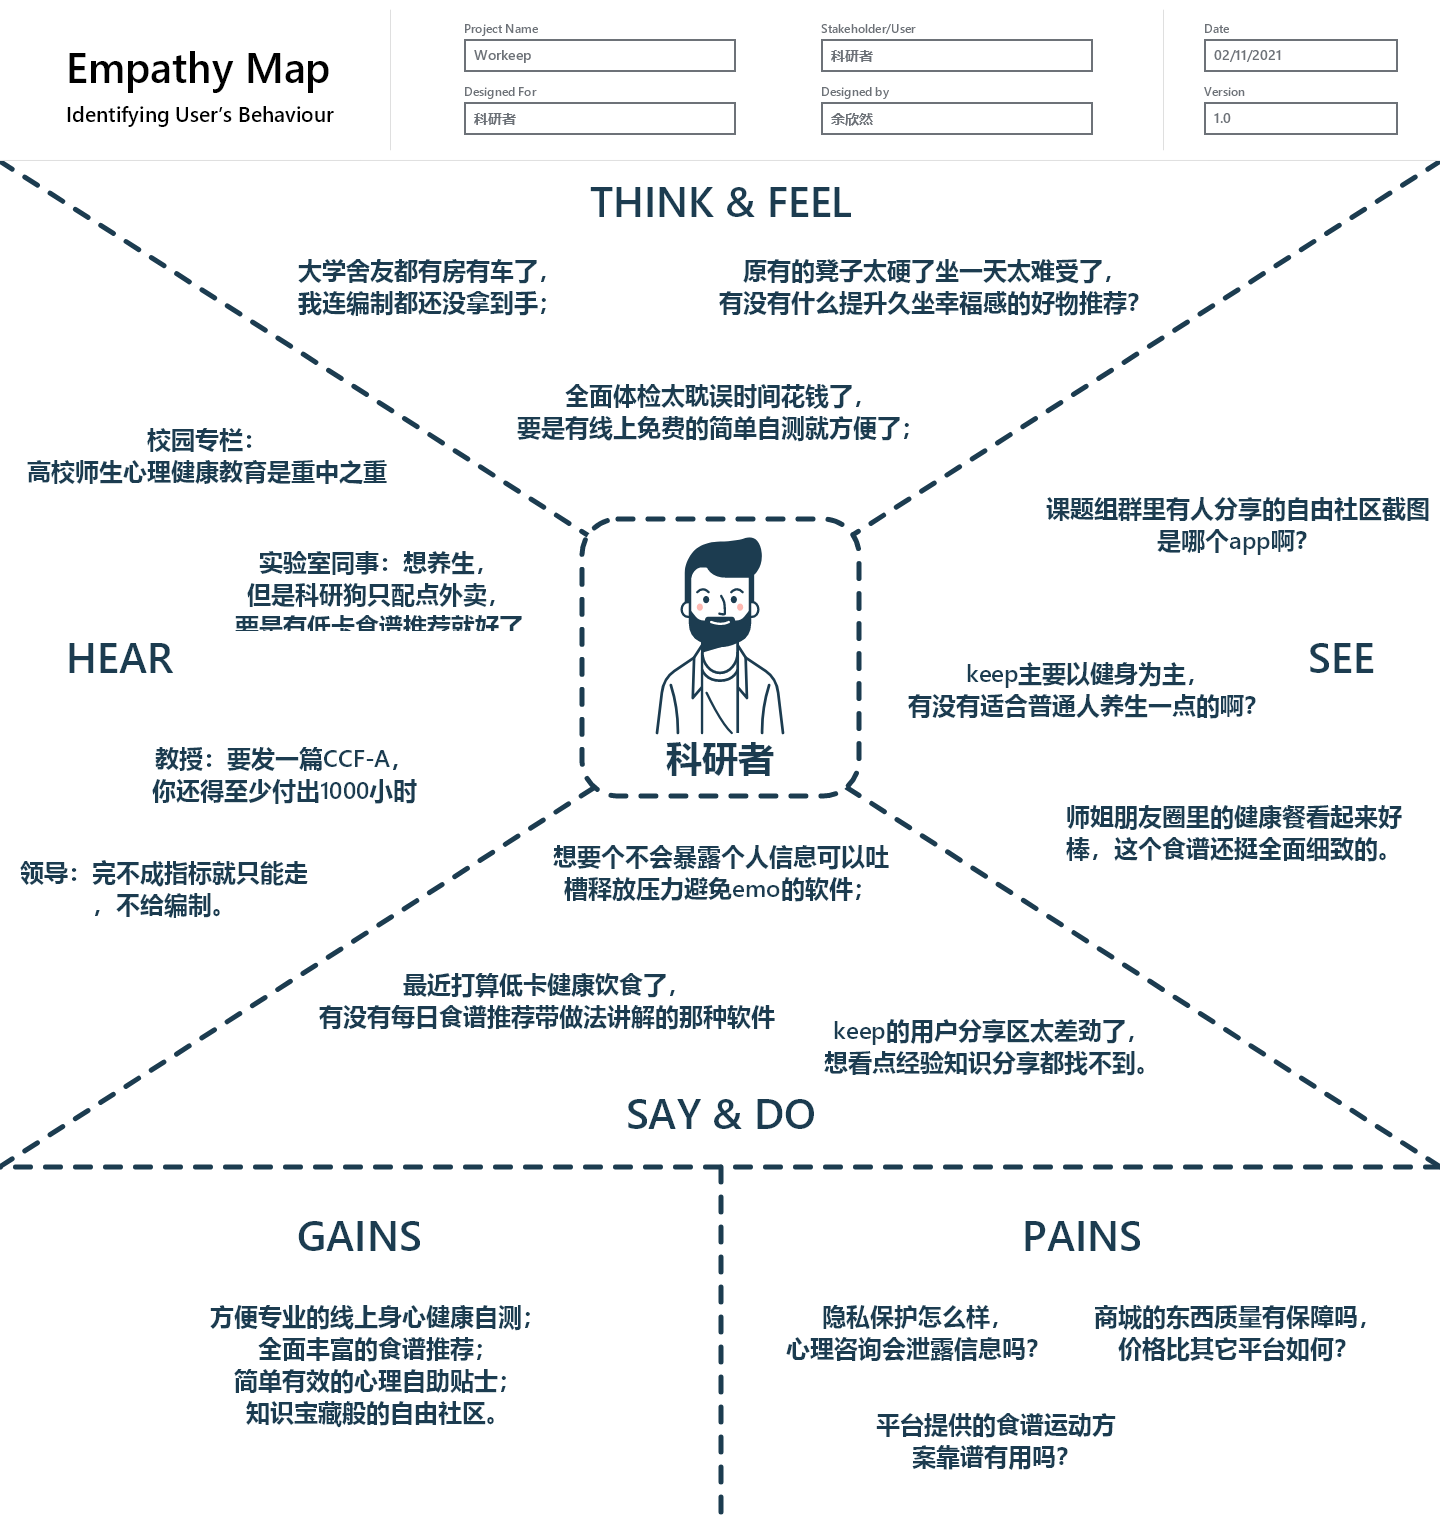 Empathy Map
Identifying User’s Behaviour
Project Name
Workeep
Stakeholder/User
科研者
Date
02/11/2021
Designed For
科研者
Designed by
余欣然
Version
1.0
THINK & FEEL
大学舍友都有房有车了，
我连编制都还没拿到手；
原有的凳子太硬了坐一天太难受了，
有没有什么提升久坐幸福感的好物推荐？
全面体检太耽误时间花钱了，
要是有线上免费的简单自测就方便了；
校园专栏：
高校师生心理健康教育是重中之重
实验室同事：想养生，
但是科研狗只配点外卖，
要是有低卡食谱推荐就好了
HEAR
教授：要发一篇CCF-A，
你还得至少付出1000小时
领导：完不成指标就只能走
，不给编制。
科研者
课题组群里有人分享的自由社区截图
是哪个app啊？
SEE
keep主要以健身为主，
有没有适合普通人养生一点的啊？
师姐朋友圈里的健康餐看起来好
棒，这个食谱还挺全面细致的。
想要个不会暴露个人信息可以吐
槽释放压力避免emo的软件；
最近打算低卡健康饮食了，
有没有每日食谱推荐带做法讲解的那种软件
keep的用户分享区太差劲了，
想看点经验知识分享都找不到。
SAY & DO
GAINS
方便专业的线上身心健康自测；
全面丰富的食谱推荐；
简单有效的心理自助贴士；
知识宝藏般的自由社区。
PAINS
隐私保护怎么样，
心理咨询会泄露信息吗？
商城的东西质量有保障吗，
价格比其它平台如何？
平台提供的食谱运动方
案靠谱有用吗？